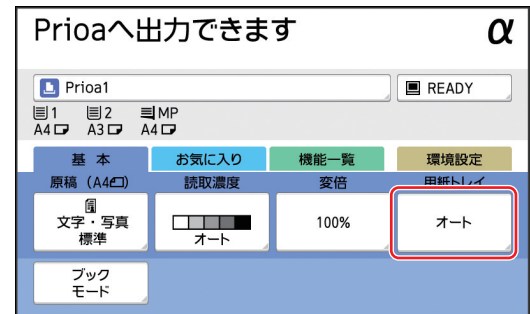 Prioaへ出力できます
α
Prioa1
READY
1 2 MP
A4 A3 A4
基本 お気に入り 機能一覧 環境設定
原稿（A4） 読取濃度 変倍 用紙トレイ
文字・写真
標準
オート
100%
オート
ブック
モード